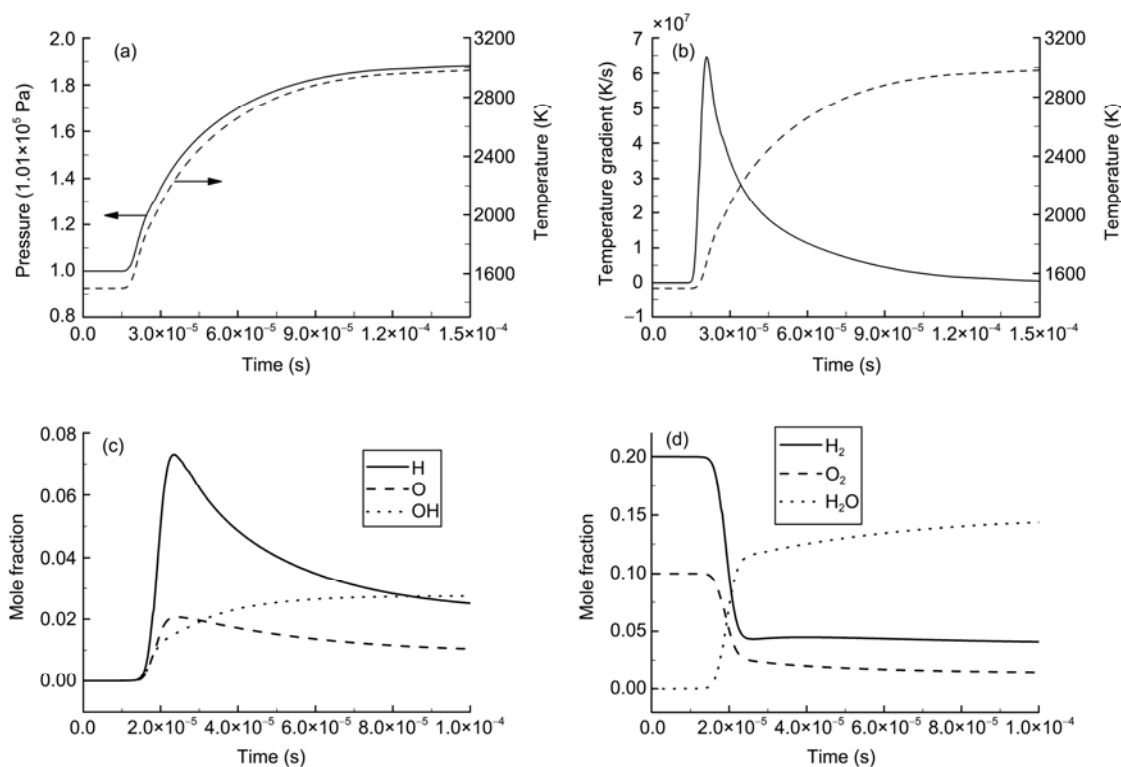 (a)
2.0
1.8
1.6
1.4
1.2
1.0
0.8
Pressure (1.01×10⁵ Pa)
3200
2800
2400
2000
1600
Temperature (K)
0.0 3.0×10⁻⁵ 6.0×10⁻⁵ 9.0×10⁻⁵ 1.2×10⁻⁴ 1.5×10⁻⁴
Time (s)
×10⁷
(b)
7
6
5
4
3
2
1
0
−1
Temperature gradient (K/s)
3200
2800
2400
2000
1600
Temperature (K)
0.0 3.0×10⁻⁵ 6.0×10⁻⁵ 9.0×10⁻⁵ 1.2×10⁻⁴ 1.5×10⁻⁴
Time (s)
(c)
0.08
0.06
0.04
0.02
0.00
Mole fraction
H
O
OH
0.0 2.0×10⁻⁵ 4.0×10⁻⁵ 6.0×10⁻⁵ 8.0×10⁻⁵ 1.0×10⁻⁴
Time (s)
(d)
0.20
0.15
0.10
0.05
0.00
Mole fraction
H₂
O₂
H₂O
0.0 2.0×10⁻⁵ 4.0×10⁻⁵ 6.0×10⁻⁵ 8.0×10⁻⁵ 1.0×10⁻⁴
Time (s)